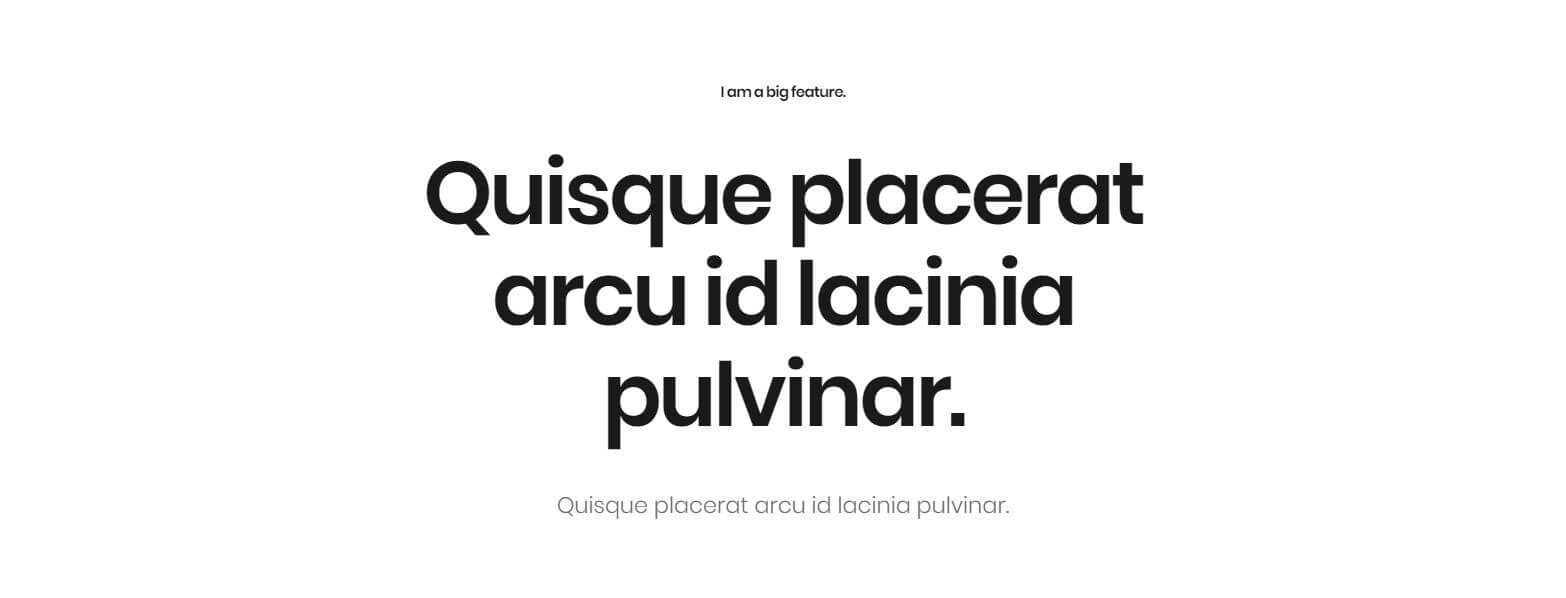 I am a big feature.
Quisque placerat
arcu id lacinia
pulvinar.
Quisque placerat arcu id lacinia pulvinar.